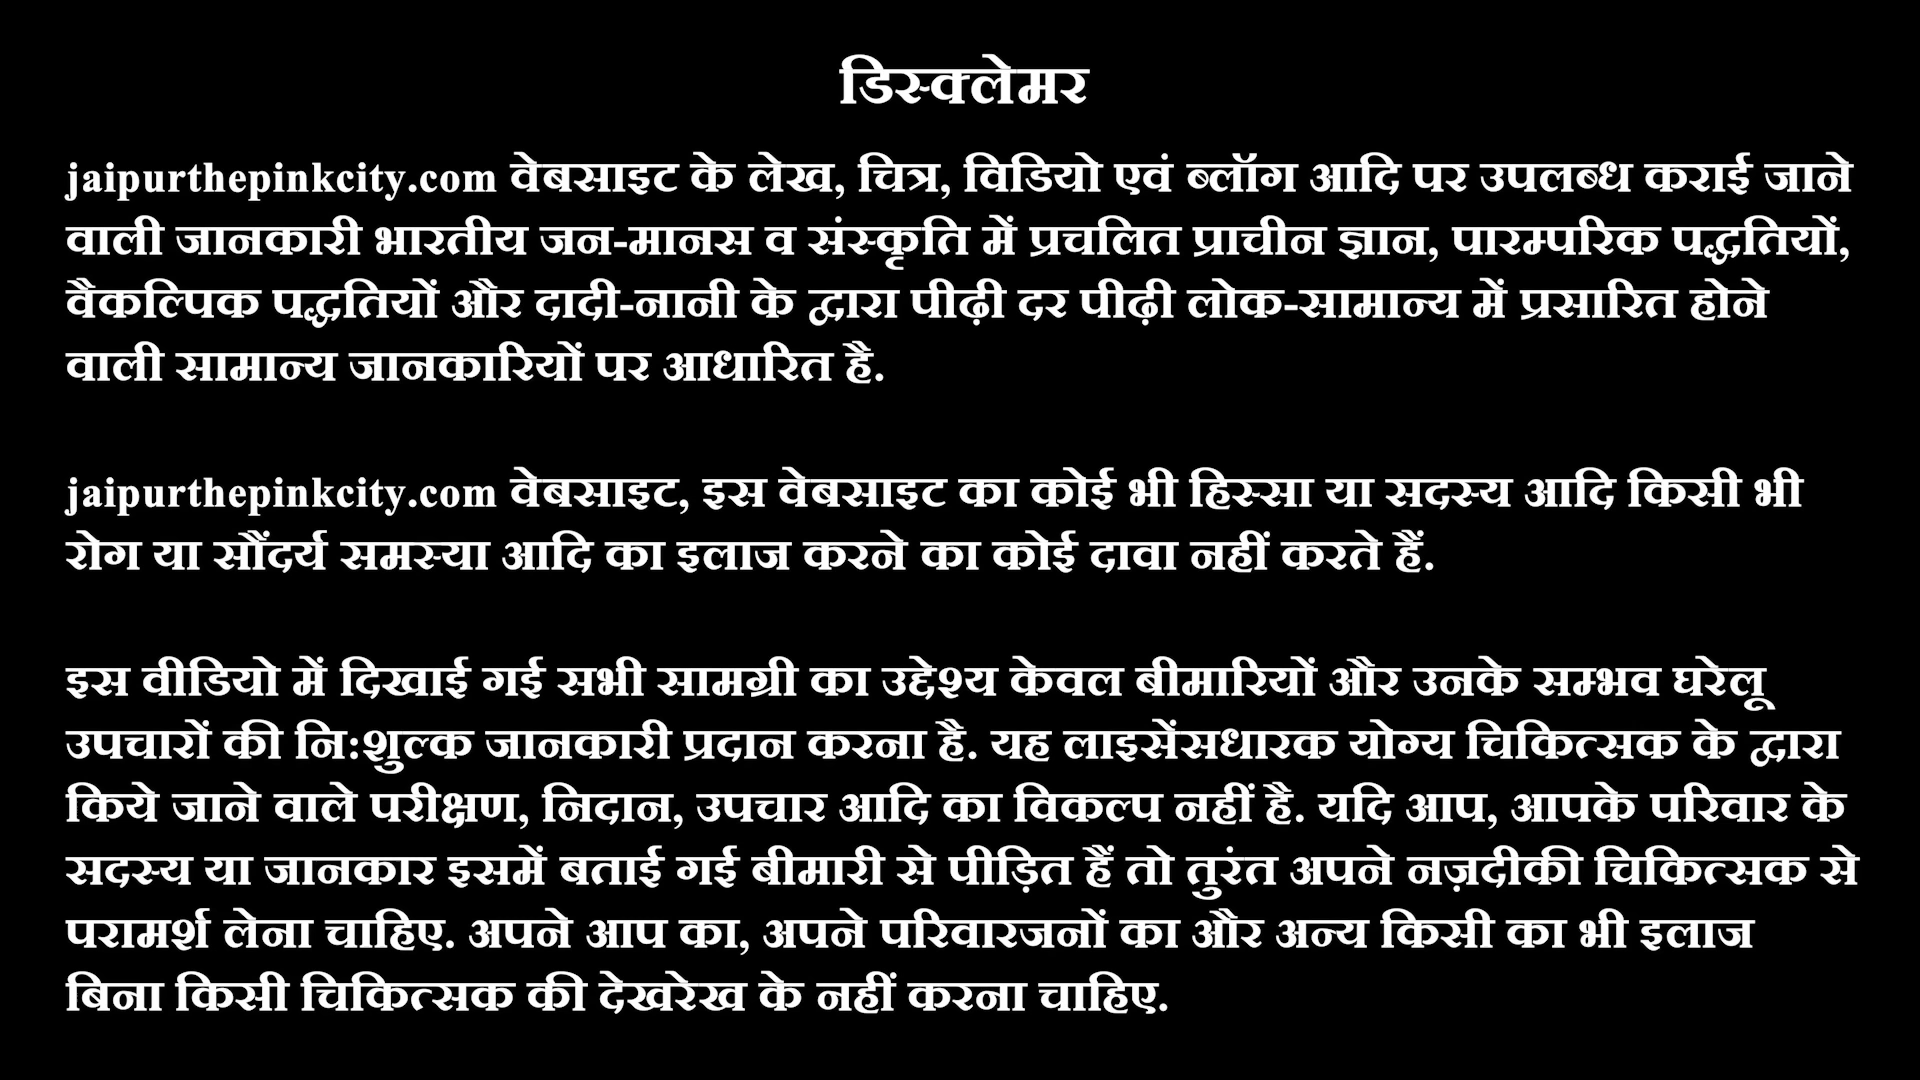 डिस्क्लेमर
jaipurthepinkcity.com वेबसाइट के लेख, चित्र, विडियो एवं ब्लॉग आदि पर उपलब्ध कराई जाने
वाली जानकारी भारतीय जन-मानस व संस्कृति में प्रचलित प्राचीन ज्ञान, पारम्परिक पद्धतियों,
वैकल्पिक पद्धतियों और दादी-नानी के द्वारा पीढ़ी दर पीढ़ी लोक-सामान्य में प्रसारित होने
वाली सामान्य जानकारियों पर आधारित है.
jaipurthepinkcity.com वेबसाइट, इस वेबसाइट का कोई भी हिस्सा या सदस्य आदि किसी भी
रोग या सौंदर्य समस्या आदि का इलाज करने का कोई दावा नहीं करते हैं.
इस वीडियो में दिखाई गई सभी सामग्री का उद्देश्य केवल बीमारियों और उनके सम्भव घरेलू
उपचारों की नि:शुल्क जानकारी प्रदान करना है. यह लाइसेंसधारक योग्य चिकित्सक के द्वारा
किये जाने वाले परीक्षण, निदान, उपचार आदि का विकल्प नहीं है. यदि आप, आपके परिवार के
सदस्य या जानकार इसमें बताई गई बीमारी से पीड़ित हैं तो तुरंत अपने नज़दीकी चिकित्सक से
परामर्श लेना चाहिए. अपने आप का, अपने परिवारजनों का और अन्य किसी का भी इलाज
बिना किसी चिकित्सक की देखरेख के नहीं करना चाहिए.